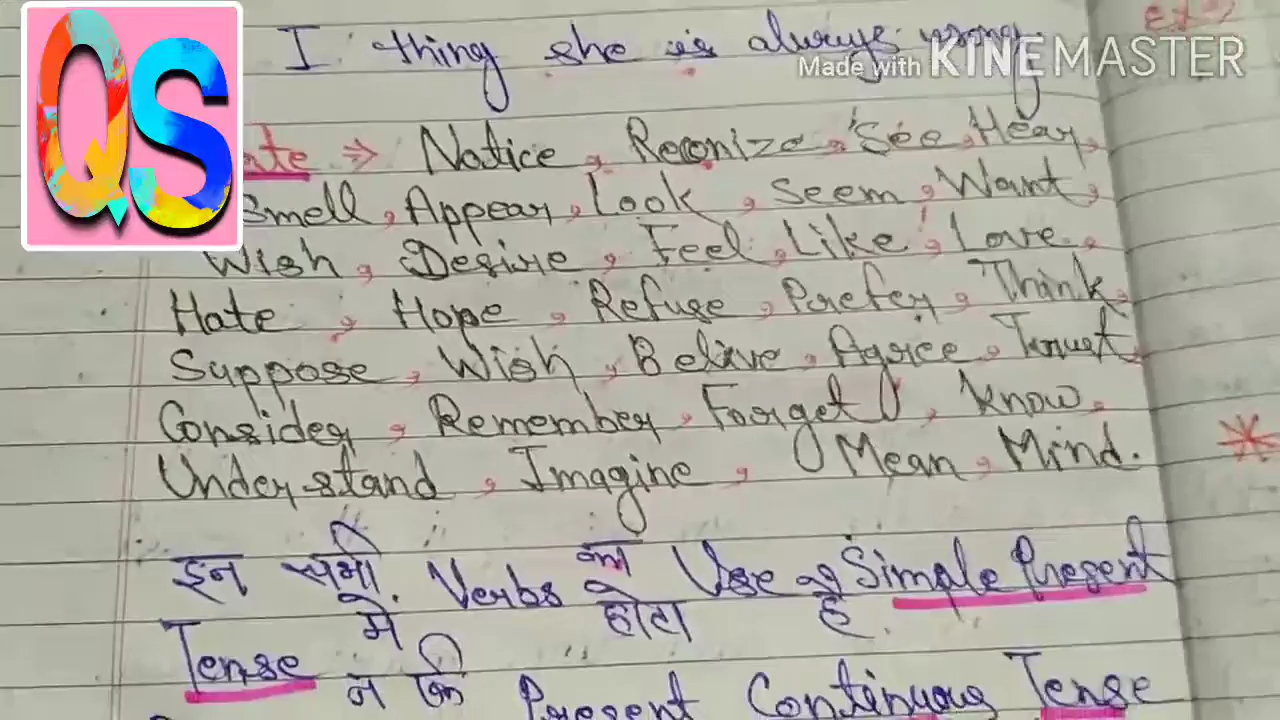 QS
I thing she is always wrong.
Made with KINEMASTER
Ex⇒
ate ⇒ Notice, Reconize, See, Hear,
Smell, Appear, Look, Seem, Want,
Wish, Desire, Feel, Like, Love,
Hate, Hope, Refuse, Prefer, Think,
Suppose, Wish, Belive, Agree, Trust,
Consider, Remember, Forget, Know,
Understand, Imagine, Mean, Mind.
इन सभी Verbs का Use Simple Present
Tense में होता है
न कि Present Continuous Tense